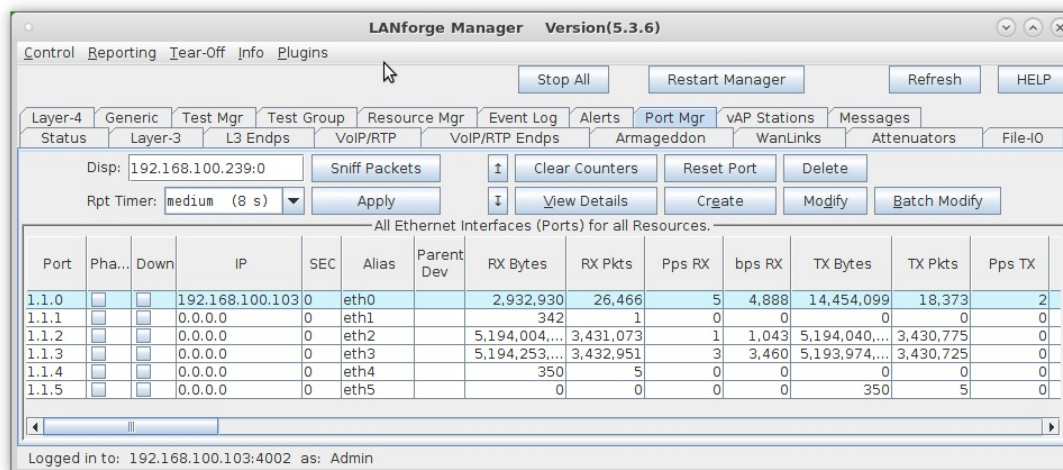 LANforge Manager Version(5.3.6)
Control Reporting Tear-Off Info Plugins
Stop All Restart Manager Refresh HELP
Layer-4 Generic Test Mgr Test Group Resource Mgr Event Log Alerts Port Mgr vAP Stations Messages
Status Layer-3 L3 Endps VoIP/RTP VoIP/RTP Endps Armageddon WanLinks Attenuators File-IO
Disp: 192.168.100.239:0 Sniff Packets ↑ Clear Counters Reset Port Delete
Rpt Timer: medium (8 s) Apply ↓ View Details Create Modify Batch Modify
All Ethernet Interfaces (Ports) for all Resources.
Port Pha... Down IP SEC Alias Parent Dev RX Bytes RX Pkts Pps RX bps RX TX Bytes TX Pkts Pps TX
1.1.0 192.168.100.103 0 eth0 2,932,930 26,466 5 4,888 14,454,099 18,373 2
1.1.1 0.0.0.0 0 eth1 342 1 0 0 0 0 0
1.1.2 0.0.0.0 0 eth2 5,194,004,... 3,431,073 1 1,043 5,194,040,... 3,430,775 0
1.1.3 0.0.0.0 0 eth3 5,194,253,... 3,432,951 3 3,460 5,193,974,... 3,430,725 0
1.1.4 0.0.0.0 0 eth4 350 5 0 0 0 0 0
1.1.5 0.0.0.0 0 eth5 0 0 0 0 350 5 0
Logged in to: 192.168.100.103:4002 as: Admin